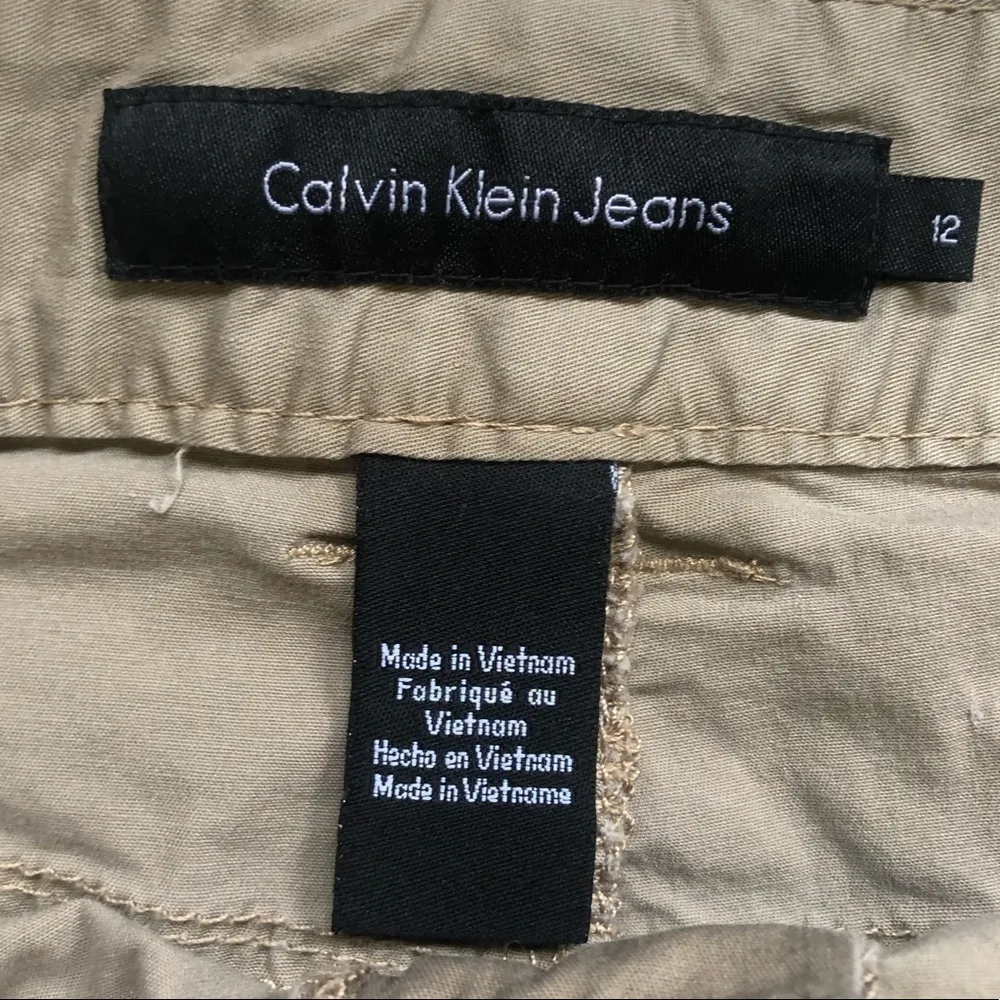 Calvin Klein Jeans
12
Made in Vietnam
Fabriqué au
Vietnam
Hecho en Vietnam
Made in Vietname